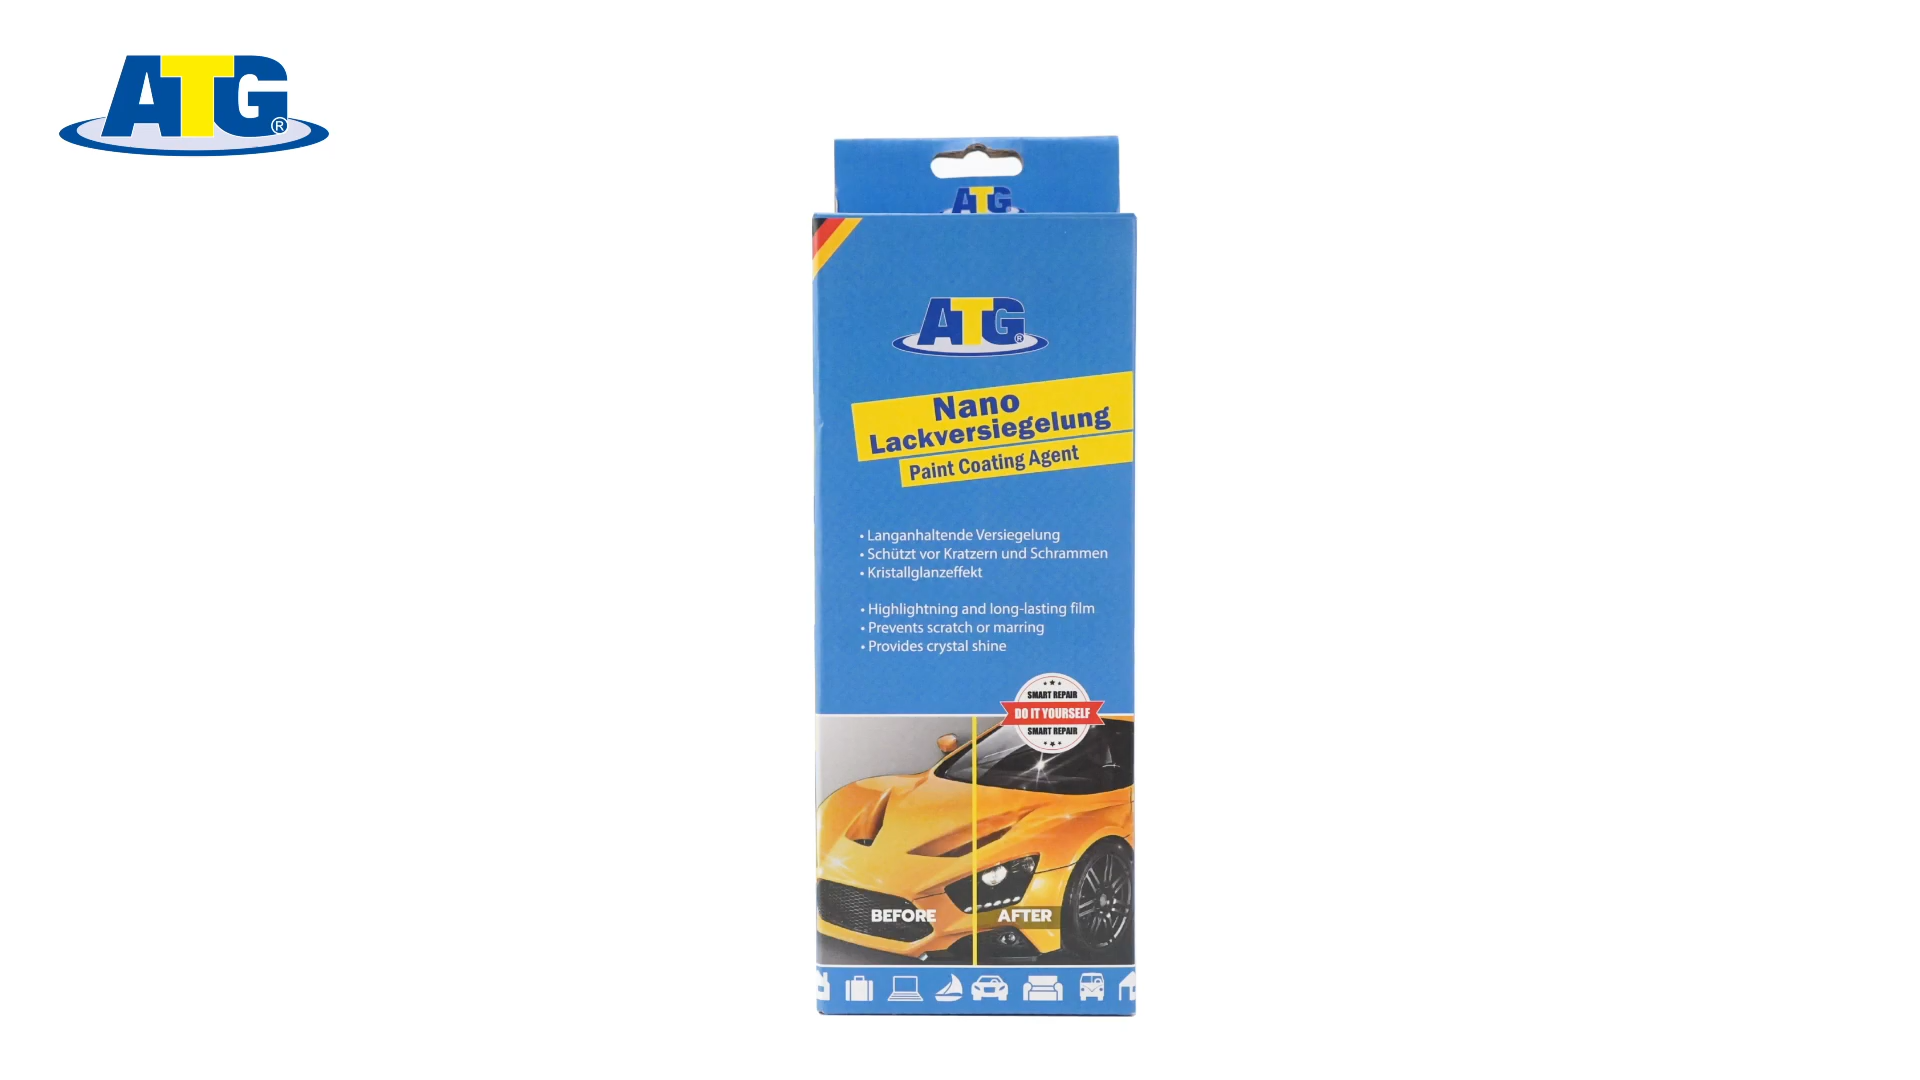 ATG®
ATG
ATG®
Nano
Lackversiegelung
Paint Coating Agent
• Langanhaltende Versiegelung
• Schützt vor Kratzern und Schrammen
• Kristallglanzeffekt
• Highlightning and long-lasting film
• Prevents scratch or marring
• Provides crystal shine
SMART REPAIR
DO IT YOURSELF
SMART REPAIR
BEFORE
AFTER